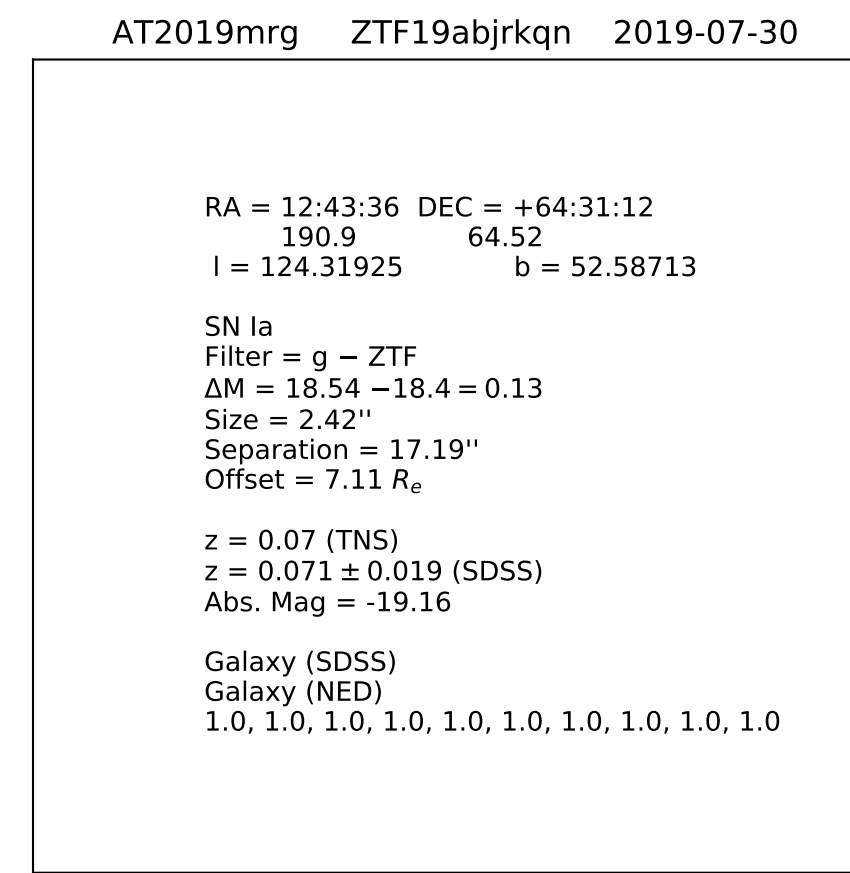 AT2019mrg ZTF19abjrkqn 2019-07-30
RA = 12:43:36 DEC = +64:31:12
190.9 64.52
l = 124.31925 b = 52.58713
SN Ia
Filter = g − ZTF
ΔM = 18.54 −18.4 = 0.13
Size = 2.42''
Separation = 17.19''
Offset = 7.11 Rₑ
z = 0.07 (TNS)
z = 0.071 ± 0.019 (SDSS)
Abs. Mag = -19.16
Galaxy (SDSS)
Galaxy (NED)
1.0, 1.0, 1.0, 1.0, 1.0, 1.0, 1.0, 1.0, 1.0, 1.0